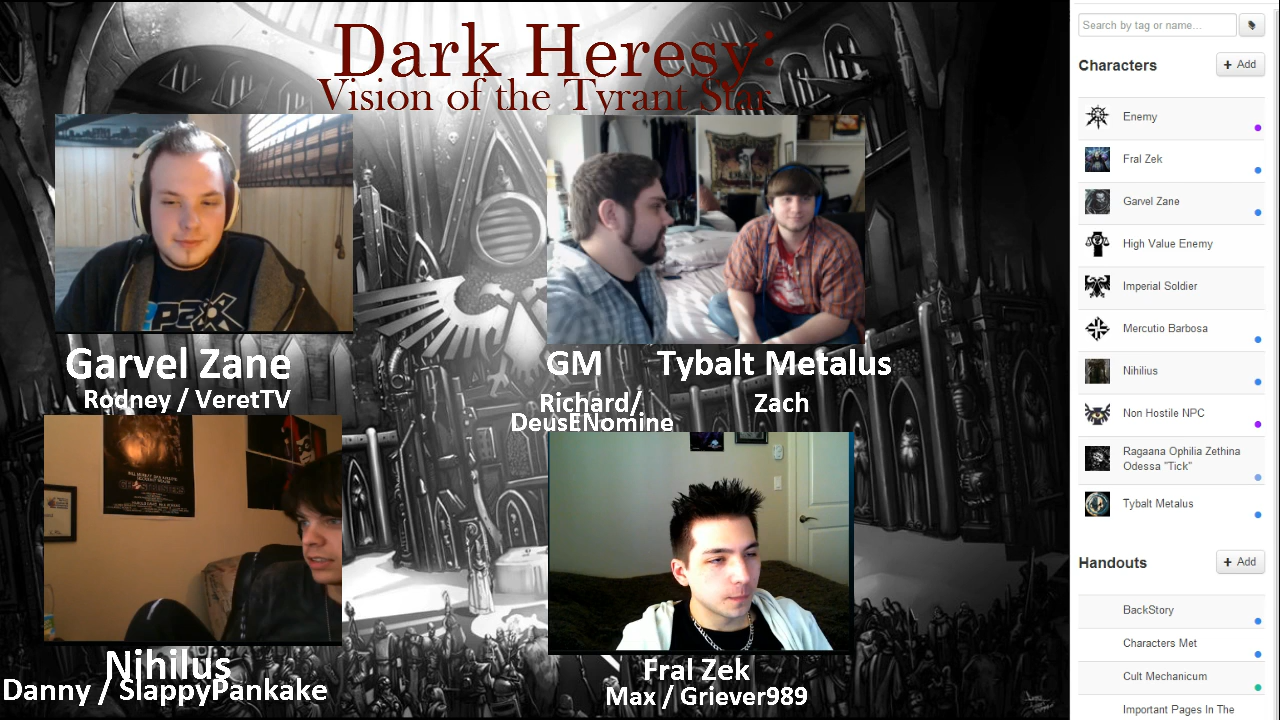 Dark Heresy:
Vision of the Tyrant Star
Garvel Zane
Rodney / VeretTV
GM
Richard/
DeusENomine
Tybalt Metalus
Zach
Nihilus
Danny / SlappyPankake
Fral Zek
Max / Griever989
Search by tag or name...
Characters
+ Add
Enemy
Fral Zek
Garvel Zane
High Value Enemy
Imperial Soldier
Mercutio Barbosa
Nihilius
Non Hostile NPC
Ragaana Ophilia Zethina
Odessa "Tick"
Tybalt Metalus
Handouts
+ Add
BackStory
Characters Met
Cult Mechanicum
Important Pages In The